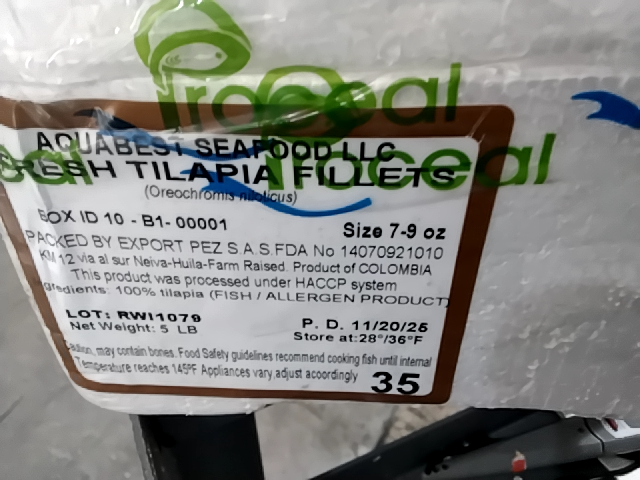 Proceal
AQUABEST SEAFOOD LLC
FRESH TILAPIA FILLETS
Proceal
(Oreochromis niloticus)
BOX ID 10 - B1- 00001
Size 7-9 oz
PACKED BY EXPORT PEZ S.A.S.FDA No 14070921010
KM 12 via al sur Neiva-Huila-Farm Raised. Product of COLOMBIA
This product was processed under HACCP system
gredients: 100% tilapia (FISH / ALLERGEN PRODUCT)
LOT: RWI1079
P. D. 11/20/25
Net Weight: 5 LB
Store at:28°/36°F
Caution, may contain bones. Food Safety guidelines recommend cooking fish until internal
Temperature reaches 145ºF Appliances vary, adjust accordingly
35